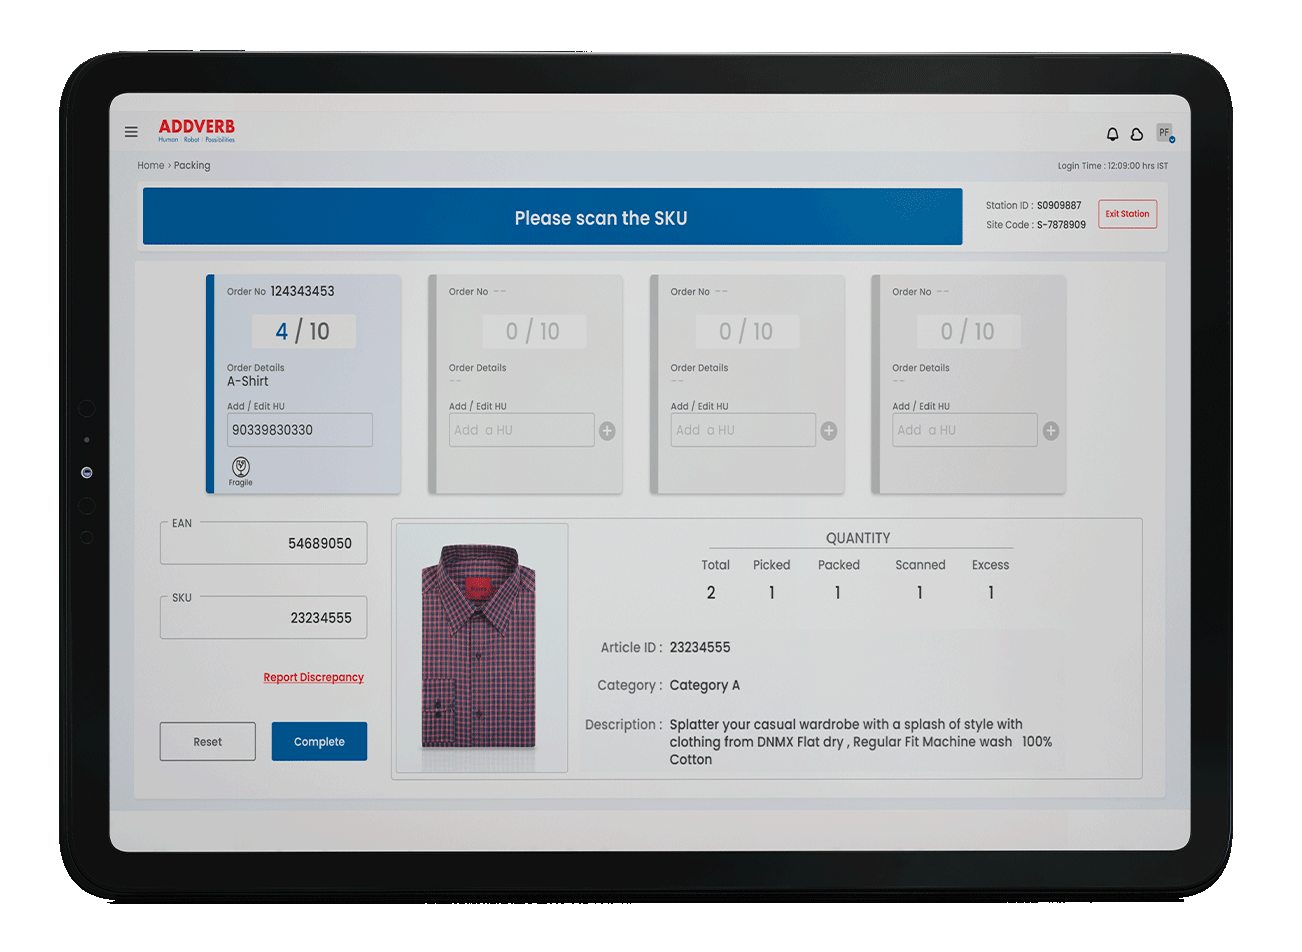 ADDVERB
Human | Robot | Possibilities
PF
Home > Packing
Login Time : 12:09:00 hrs IST
Please scan the SKU
Station ID : S0909887
Site Code : S-7878909
Exit Station
Order No 124343453
4 / 10
Order Details
A-Shirt
Add / Edit HU
90339830330
Fragile
Order No --
0 / 10
Order Details
--
Add / Edit HU
Add a HU
Order No --
0 / 10
Order Details
--
Add / Edit HU
Add a HU
Order No --
0 / 10
Order Details
--
Add / Edit HU
Add a HU
EAN
54689050
SKU
23234555
Report Discrepancy
Reset
Complete
QUANTITY
Total Picked Packed Scanned Excess
2 1 1 1 1
Article ID : 23234555
Category : Category A
Description : Splatter your casual wardrobe with a splash of style with
clothing from DNMX Flat dry , Regular Fit Machine wash 100%
Cotton